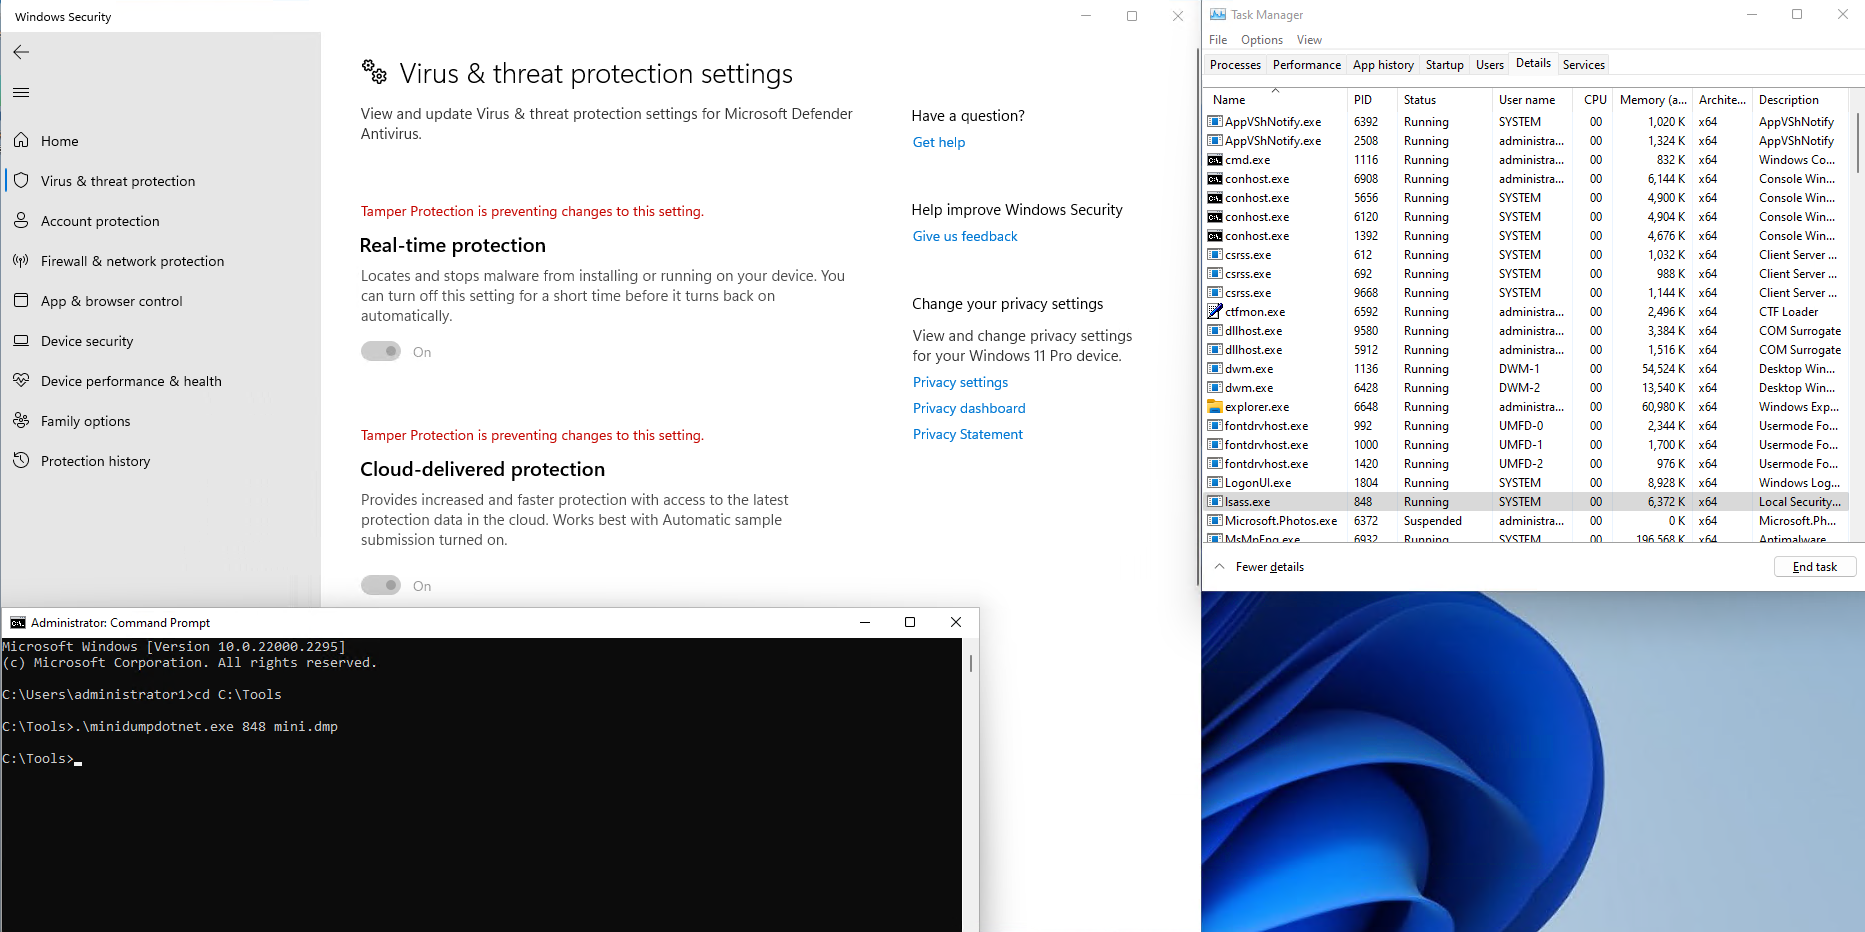 Windows Security
Home
Virus & threat protection
Account protection
Firewall & network protection
App & browser control
Device security
Device performance & health
Family options
Protection history
Virus & threat protection settings
View and update Virus & threat protection settings for Microsoft Defender
Antivirus.
Tamper Protection is preventing changes to this setting.
Real-time protection
Locates and stops malware from installing or running on your device. You
can turn off this setting for a short time before it turns back on
automatically.
On
Tamper Protection is preventing changes to this setting.
Cloud-delivered protection
Provides increased and faster protection with access to the latest
protection data in the cloud. Works best with Automatic sample
submission turned on.
On
Have a question?
Get help
Help improve Windows Security
Give us feedback
Change your privacy settings
View and change privacy settings
for your Windows 11 Pro device.
Privacy settings
Privacy dashboard
Privacy Statement
Administrator: Command Prompt
Microsoft Windows [Version 10.0.22000.2295]
(c) Microsoft Corporation. All rights reserved.
C:\Users\administrator1>cd C:\Tools
C:\Tools>.\minidumpdotnet.exe 848 mini.dmp
C:\Tools>
Task Manager
File Options View
Processes Performance App history Startup Users Details Services
Name PID Status User name CPU Memory (a... Archite... Description
AppVShNotify.exe 6392 Running SYSTEM 00 1,020 K x64 AppVShNotify
AppVShNotify.exe 2508 Running administra... 00 1,324 K x64 AppVShNotify
cmd.exe 1116 Running administra... 00 832 K x64 Windows Co...
conhost.exe 6908 Running administra... 00 6,144 K x64 Console Win...
conhost.exe 5656 Running SYSTEM 00 4,900 K x64 Console Win...
conhost.exe 6120 Running SYSTEM 00 4,904 K x64 Console Win...
conhost.exe 1392 Running SYSTEM 00 4,676 K x64 Console Win...
csrss.exe 612 Running SYSTEM 00 1,032 K x64 Client Server ...
csrss.exe 692 Running SYSTEM 00 988 K x64 Client Server ...
csrss.exe 9668 Running SYSTEM 00 1,144 K x64 Client Server ...
ctfmon.exe 6592 Running administra... 00 2,496 K x64 CTF Loader
dllhost.exe 9580 Running administra... 00 3,384 K x64 COM Surrogate
dllhost.exe 5912 Running administra... 00 1,516 K x64 COM Surrogate
dwm.exe 1136 Running DWM-1 00 54,524 K x64 Desktop Win...
dwm.exe 6428 Running DWM-2 00 13,540 K x64 Desktop Win...
explorer.exe 6648 Running administra... 00 60,980 K x64 Windows Exp...
fontdrvhost.exe 992 Running UMFD-0 00 2,344 K x64 Usermode Fo...
fontdrvhost.exe 1000 Running UMFD-1 00 1,700 K x64 Usermode Fo...
fontdrvhost.exe 1420 Running UMFD-2 00 976 K x64 Usermode Fo...
LogonUI.exe 1804 Running SYSTEM 00 8,928 K x64 Windows Log...
lsass.exe 848 Running SYSTEM 00 6,372 K x64 Local Security...
Microsoft.Photos.exe 6372 Suspended administra... 00 0 K x64 Microsoft.Ph...
MsMpEng.exe 6932 Running SYSTEM 00 196,568 K x64 Antimalware
Fewer details
End task